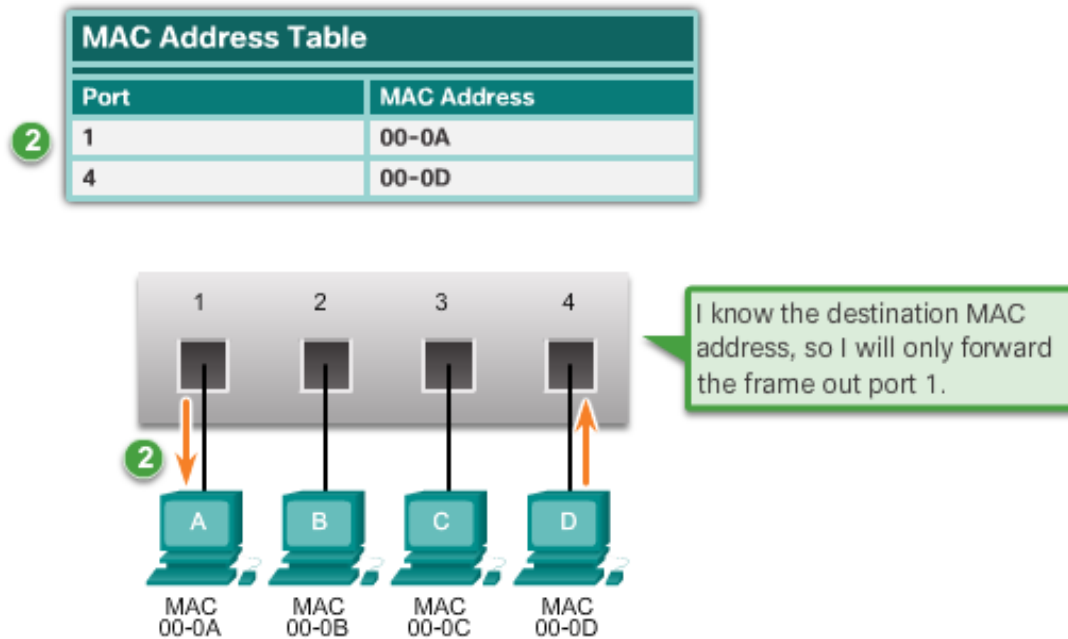 MAC Address Table
Port MAC Address
2
1 00-0A
4 00-0D
1 2 3 4
I know the destination MAC
address, so I will only forward
the frame out port 1.
2
A B C D
MAC MAC MAC MAC
00-0A 00-0B 00-0C 00-0D